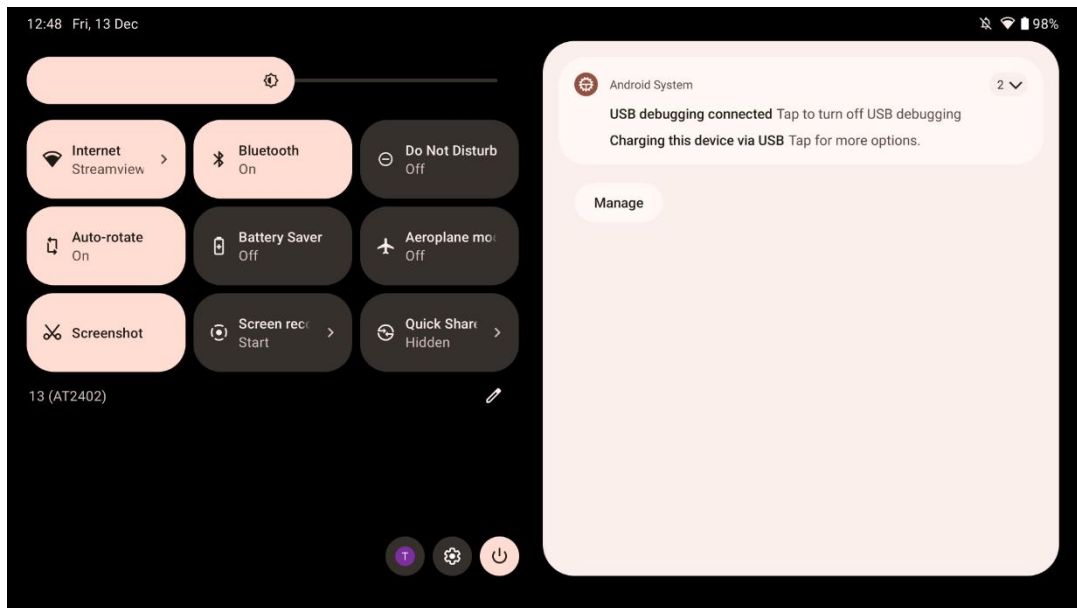 12:48 Fri, 13 Dec
98%
Internet
Streamview
Bluetooth
On
Do Not Disturb
Off
Auto-rotate
On
Battery Saver
Off
Aeroplane mo
Off
Screenshot
Screen rec
Start
Quick Share
Hidden
13 (AT2402)
T
Android System
2
USB debugging connected Tap to turn off USB debugging
Charging this device via USB Tap for more options.
Manage